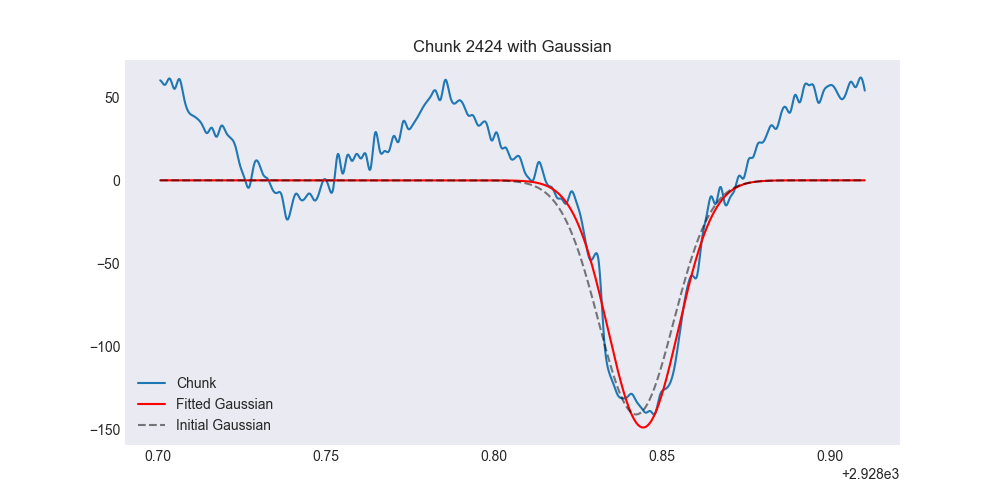 Chunk 2424 with Gaussian
50
0
−50
−100
−150
Chunk
Fitted Gaussian
Initial Gaussian
0.70 0.75 0.80 0.85 0.90
+2.928e3